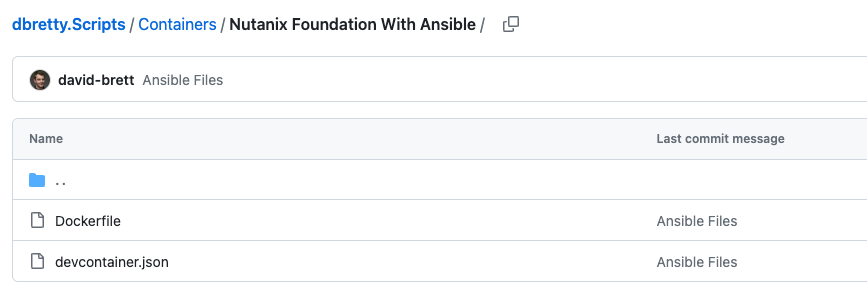 dbretty.Scripts / Containers / Nutanix Foundation With Ansible /
david-brett Ansible Files
Name Last commit message
..
Dockerfile Ansible Files
devcontainer.json Ansible Files